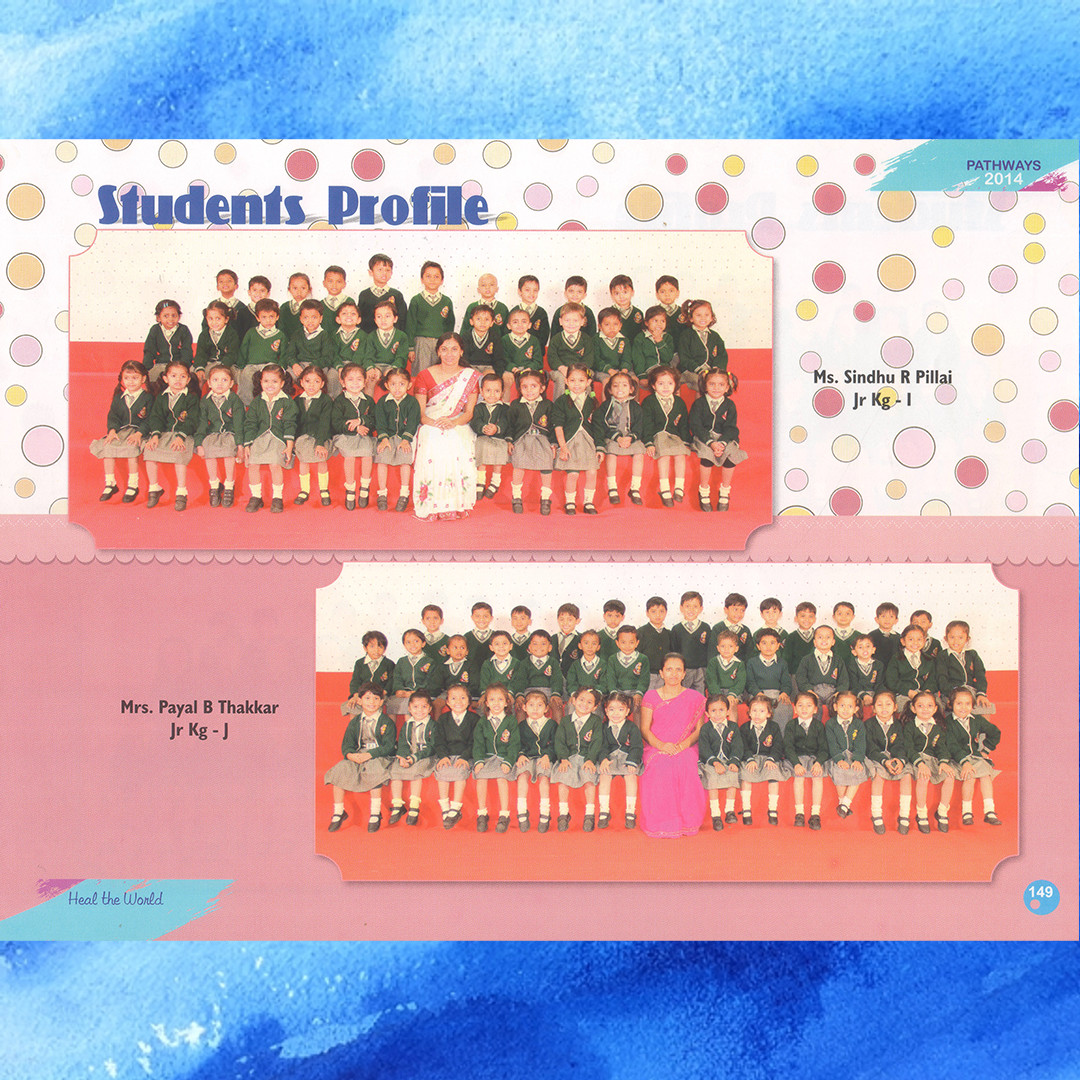 PATHWAYS
2014
Students Profile
Ms. Sindhu R Pillai
Jr Kg - I
Mrs. Payal B Thakkar
Jr Kg - J
Heal the World
149